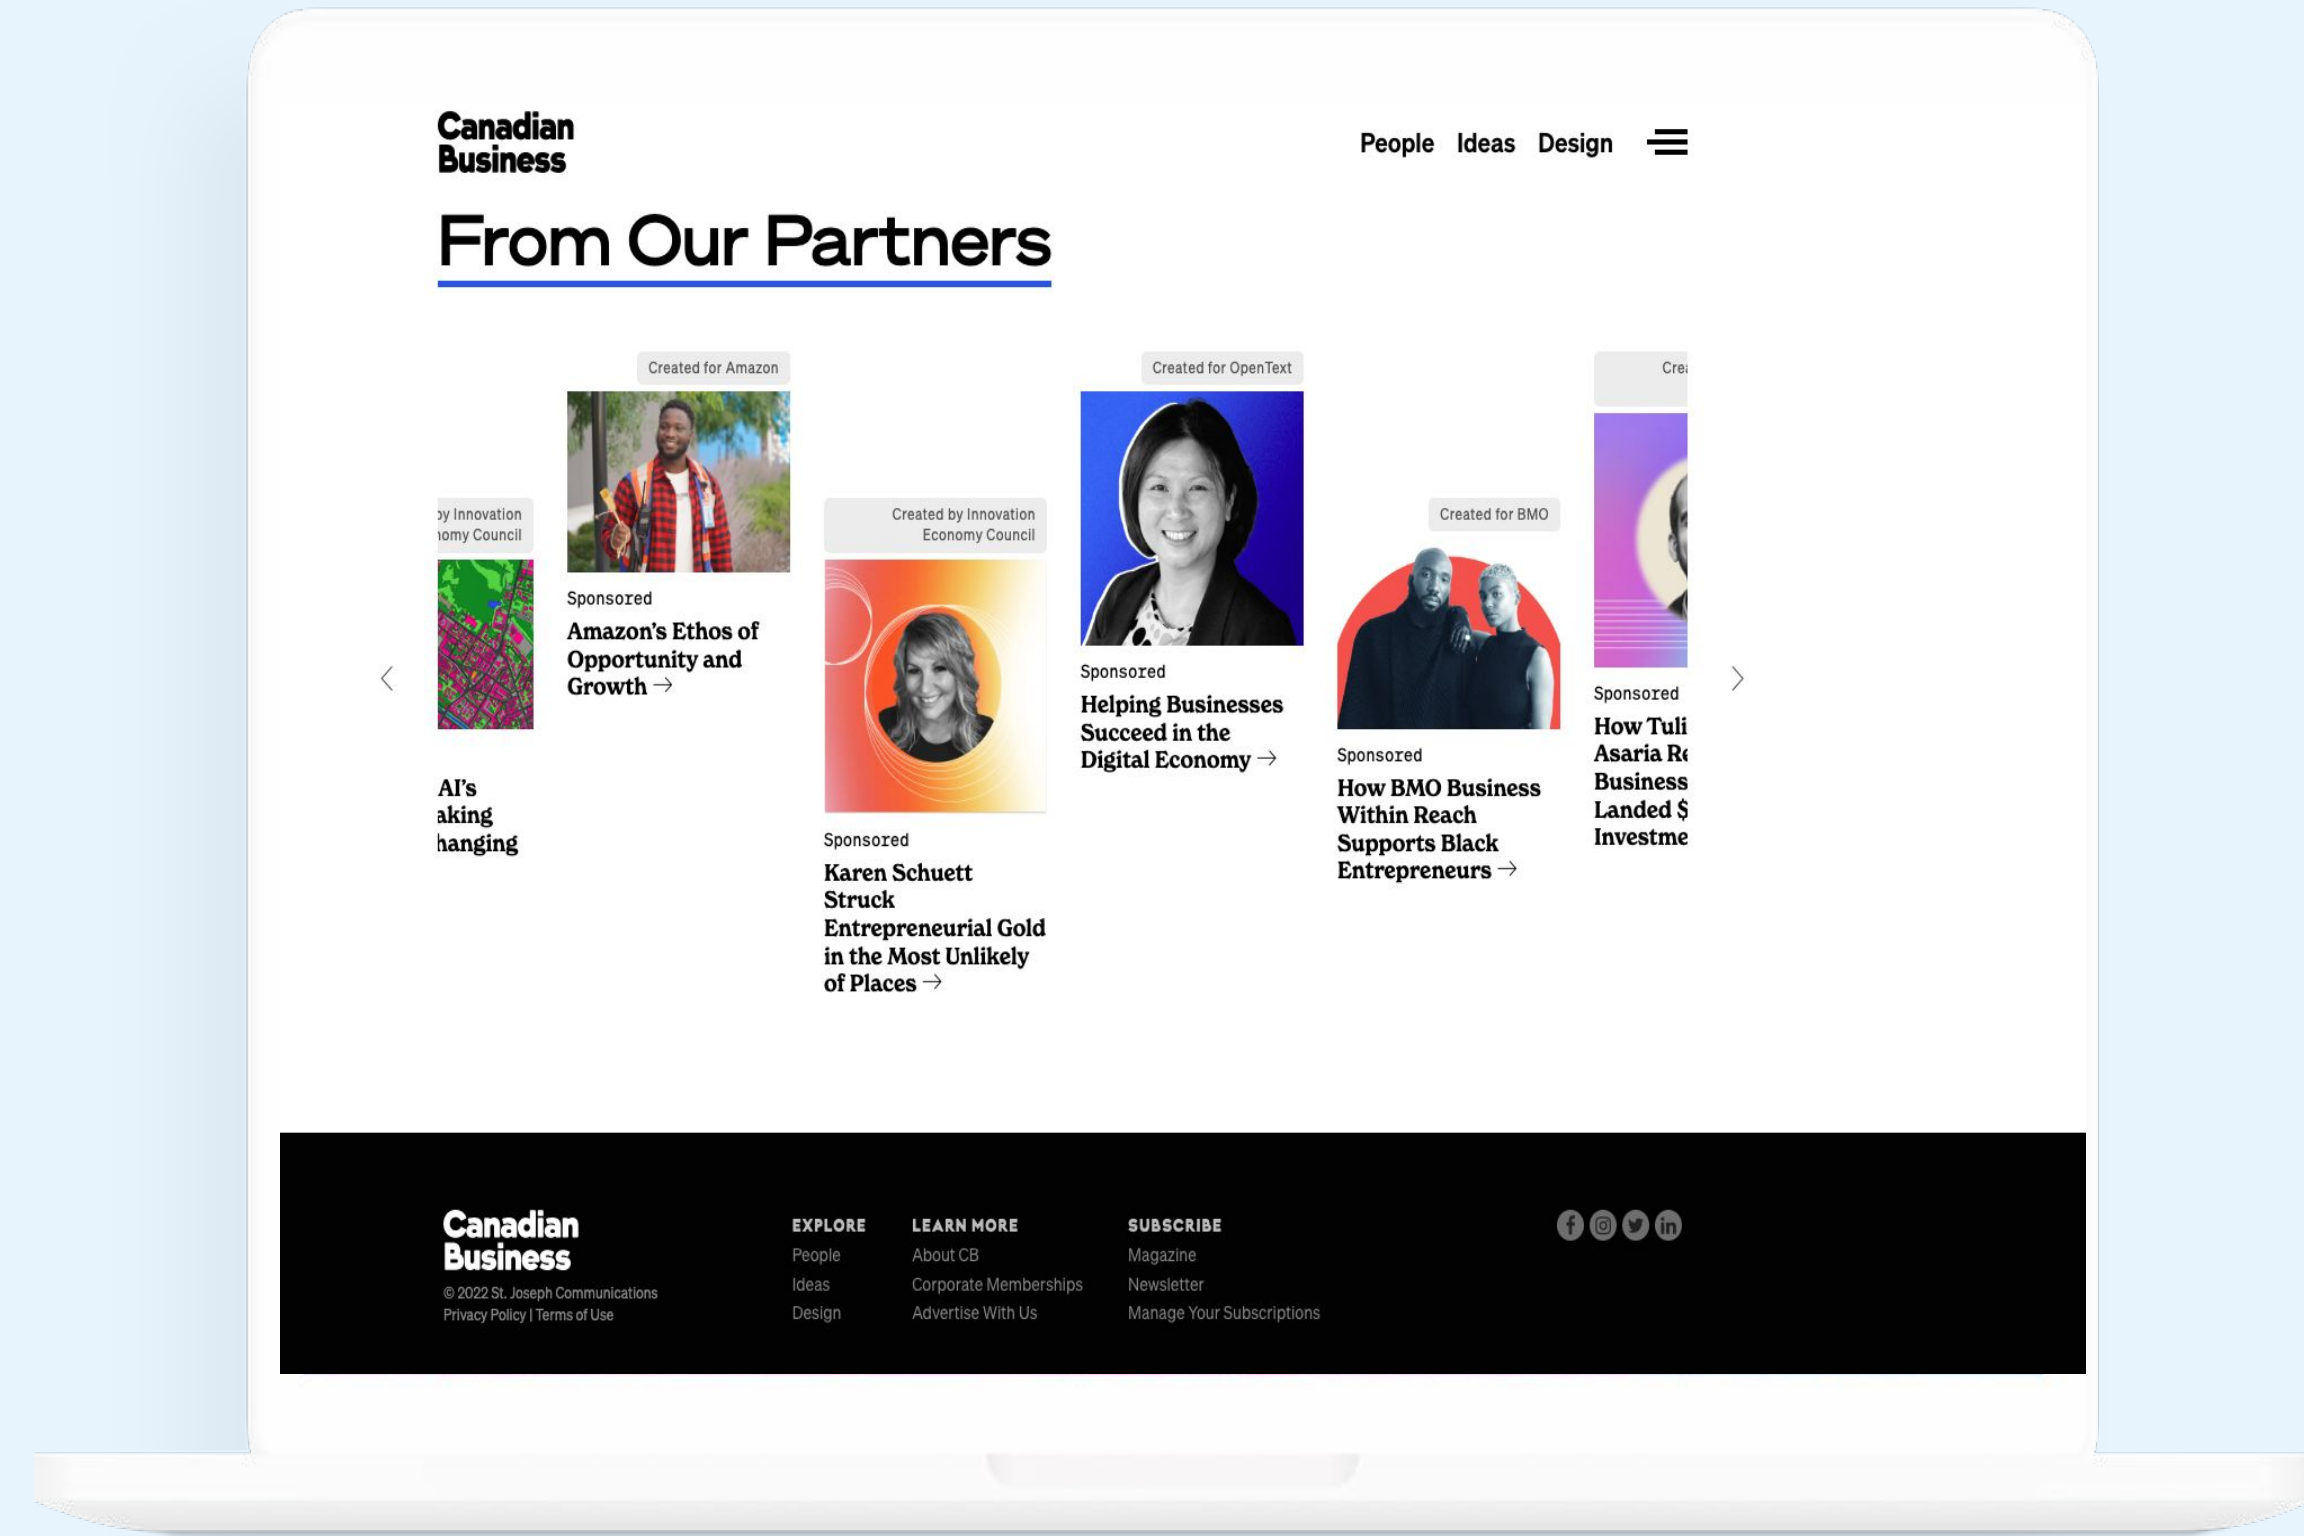 Canadian
Business
People Ideas Design
From Our Partners
by Innovation
Council
AI's
Created for Amazon
Sponsored
Amazon's Ethos of
Opportunity and
Growth →
Created by Innovation
Economy Council
Sponsored
Karen Schuett
Struck
Entrepreneurial Gold
in the Most Unlikely
of Places →
Created for OpenText
Sponsored
Helping Businesses
Succeed in the
Digital Economy →
Created for BMO
Sponsored
How BMO Business
Within Reach
Supports Black
Entrepreneurs →
Sponsored
How
Asaria
Business
Landed $
Canadian
Business
© 2022 St. Joseph Communications
Privacy Policy | Terms of Use
EXPLORE
People
Ideas
Design
LEARN MORE
About CB
Corporate Memberships
Advertise With Us
SUBSCRIBE
Magazine
Newsletter
Manage Your Subscriptions